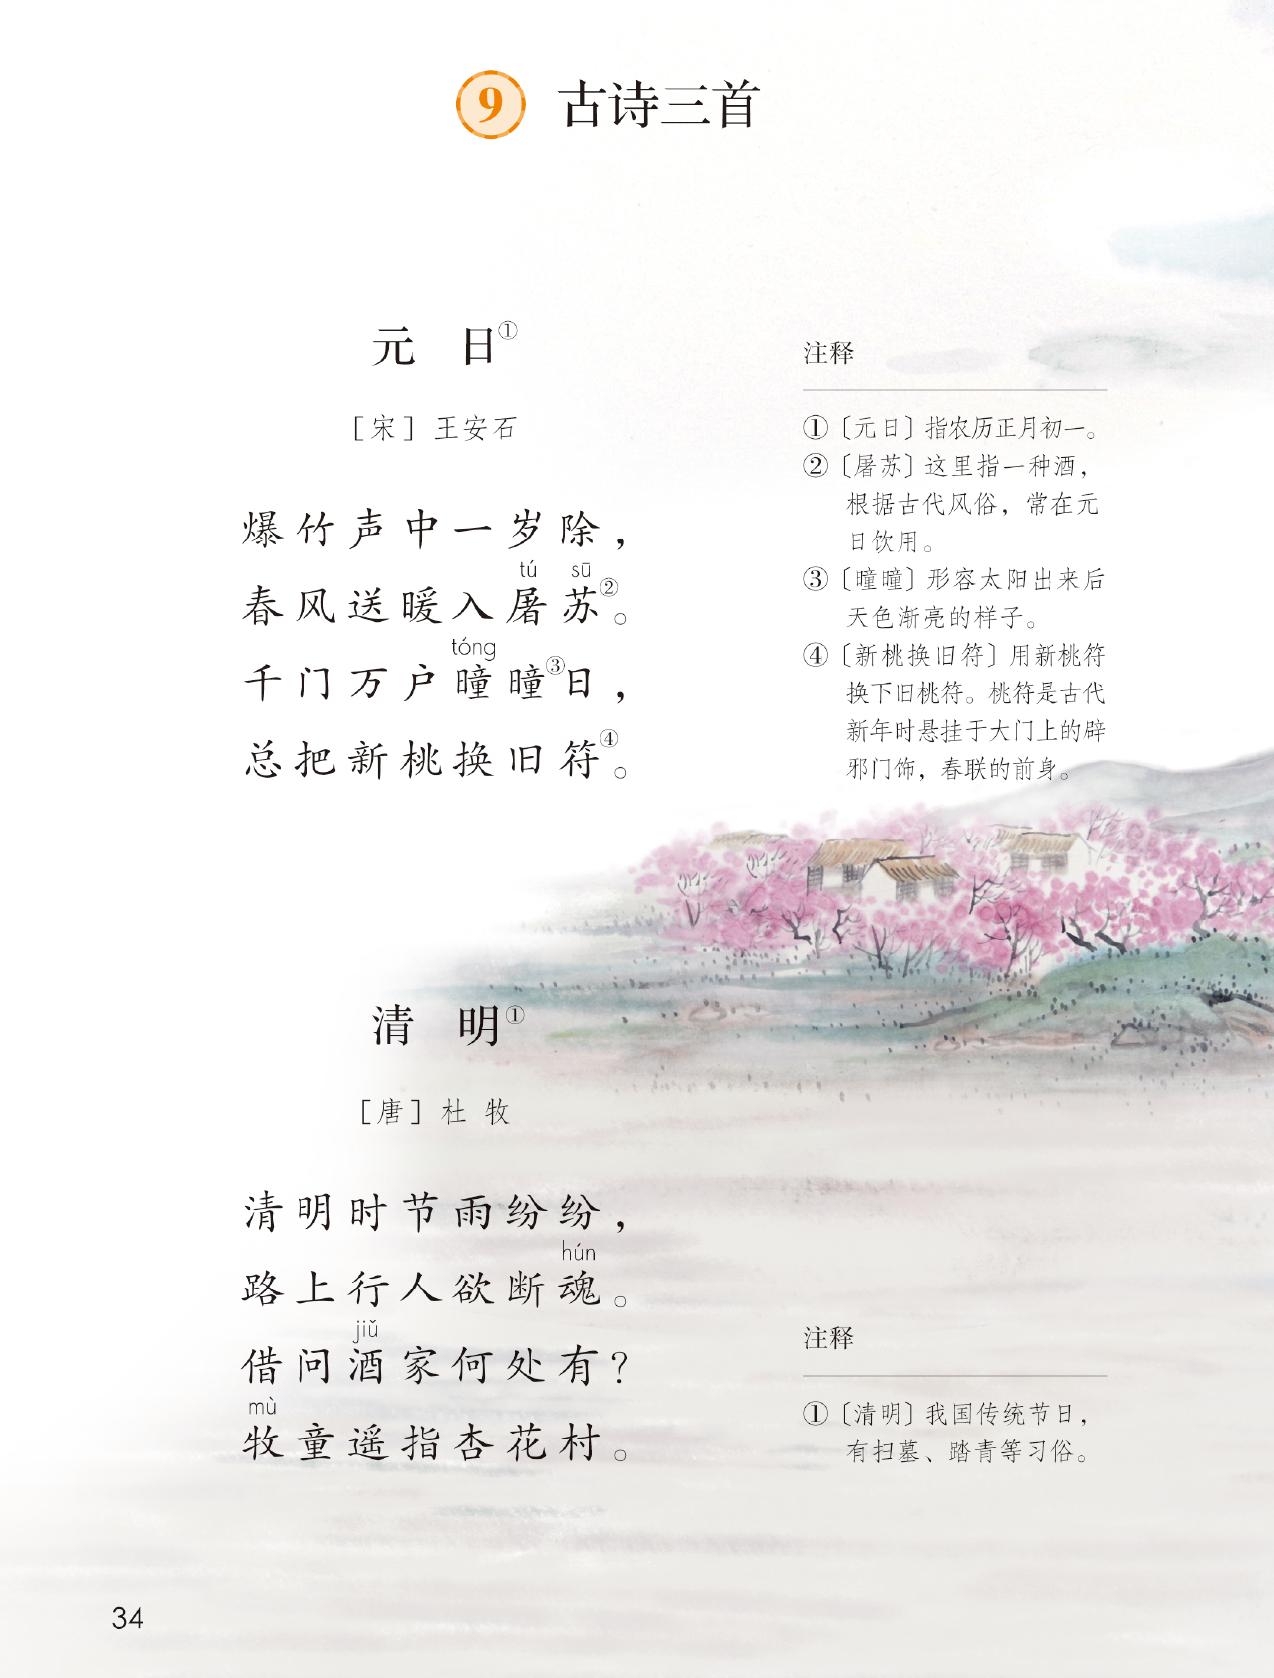 9 古诗三首
元 日①
［宋］王安石
爆竹声中一岁除，
tú sū
春风送暖入屠苏②。
tóng
千门万户曈曈③日，
总把新桃换旧符④。
注释
①〔元日〕指农历正月初一。
②〔屠苏〕这里指一种酒，
根据古代风俗，常在元
日饮用。
③〔曈曈〕形容太阳出来后
天色渐亮的样子。
④〔新桃换旧符〕用新桃符
换下旧桃符。桃符是古代
新年时悬挂于大门上的辟
邪门饰，春联的前身。
清 明①
［唐］杜 牧
清明时节雨纷纷，
hún
路上行人欲断魂。
jiǔ
借问酒家何处有？
mù
牧童遥指杏花村。
注释
①〔清明〕我国传统节日，
有扫墓、踏青等习俗。
34